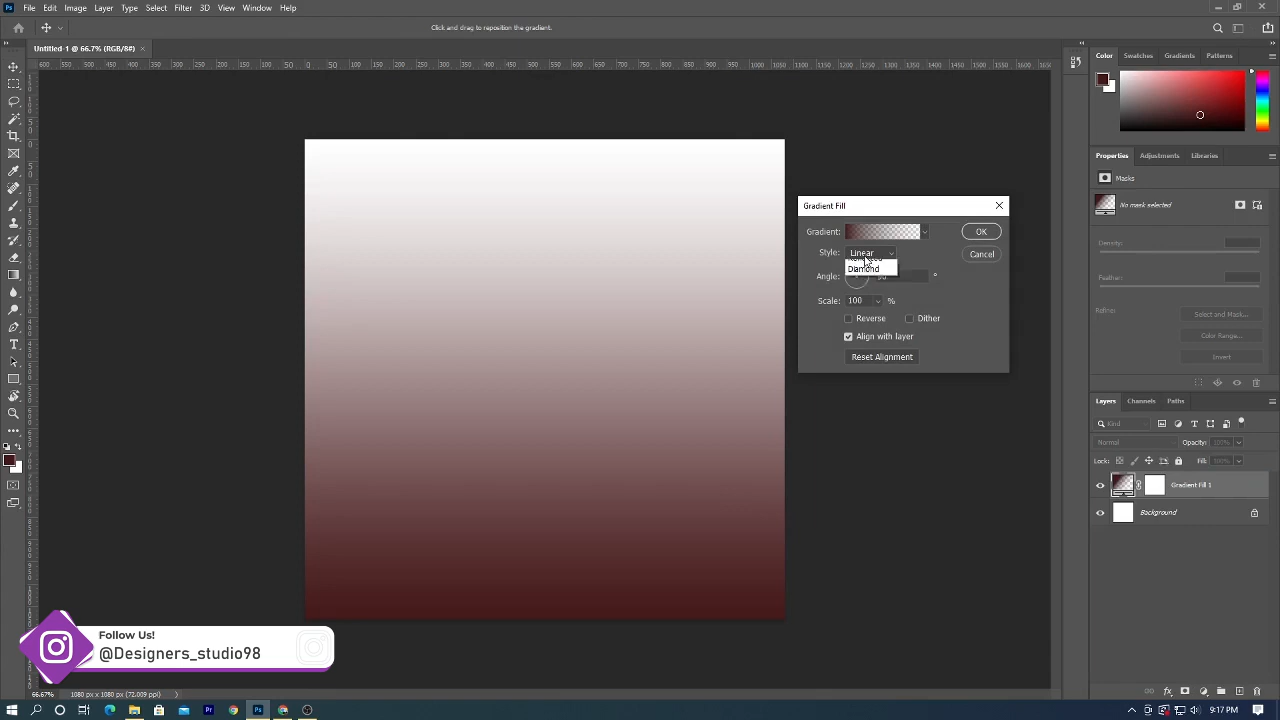 Ps File Edit Image Layer Type Select Filter 3D View Window Help
Click and drag to reposition the gradient.
Untitled-1 @ 66.7% (RGB/8#)
Color Swatches Gradients Patterns
Properties Adjustments Libraries
Masks
No mask selected
Density:
Feather:
Refine:
Select and Mask...
Color Range...
Invert
Gradient Fill
Gradient:
OK
Style: Linear
Cancel
Diamond
Angle: °
Scale: 100 %
Reverse Dither
Align with layer
Reset Alignment
Layers Channels Paths
Kind
Normal Opacity: 100%
Lock: Fill: 100%
Gradient Fill 1
Background
Follow Us!
@Designers_studio98
66.67% 1080 px x 1080 px (72.009 ppi)
Pr Ps 9:17 PM